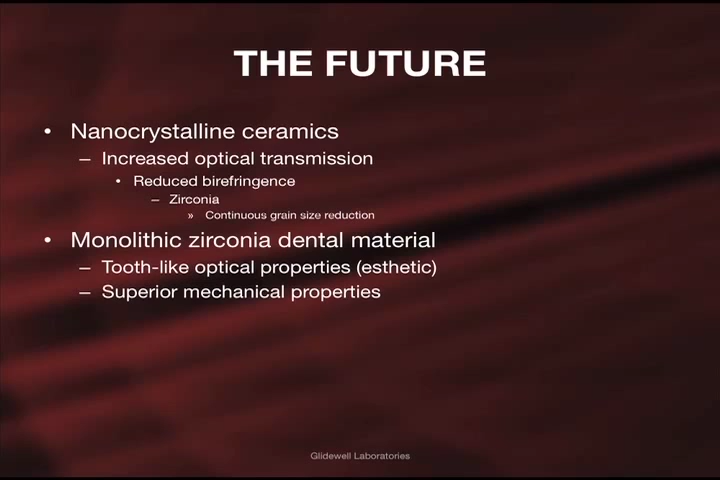 THE FUTURE
• Nanocrystalline ceramics
– Increased optical transmission
• Reduced birefringence
– Zirconia
» Continuous grain size reduction
• Monolithic zirconia dental material
– Tooth-like optical properties (esthetic)
– Superior mechanical properties
Glidewell Laboratories